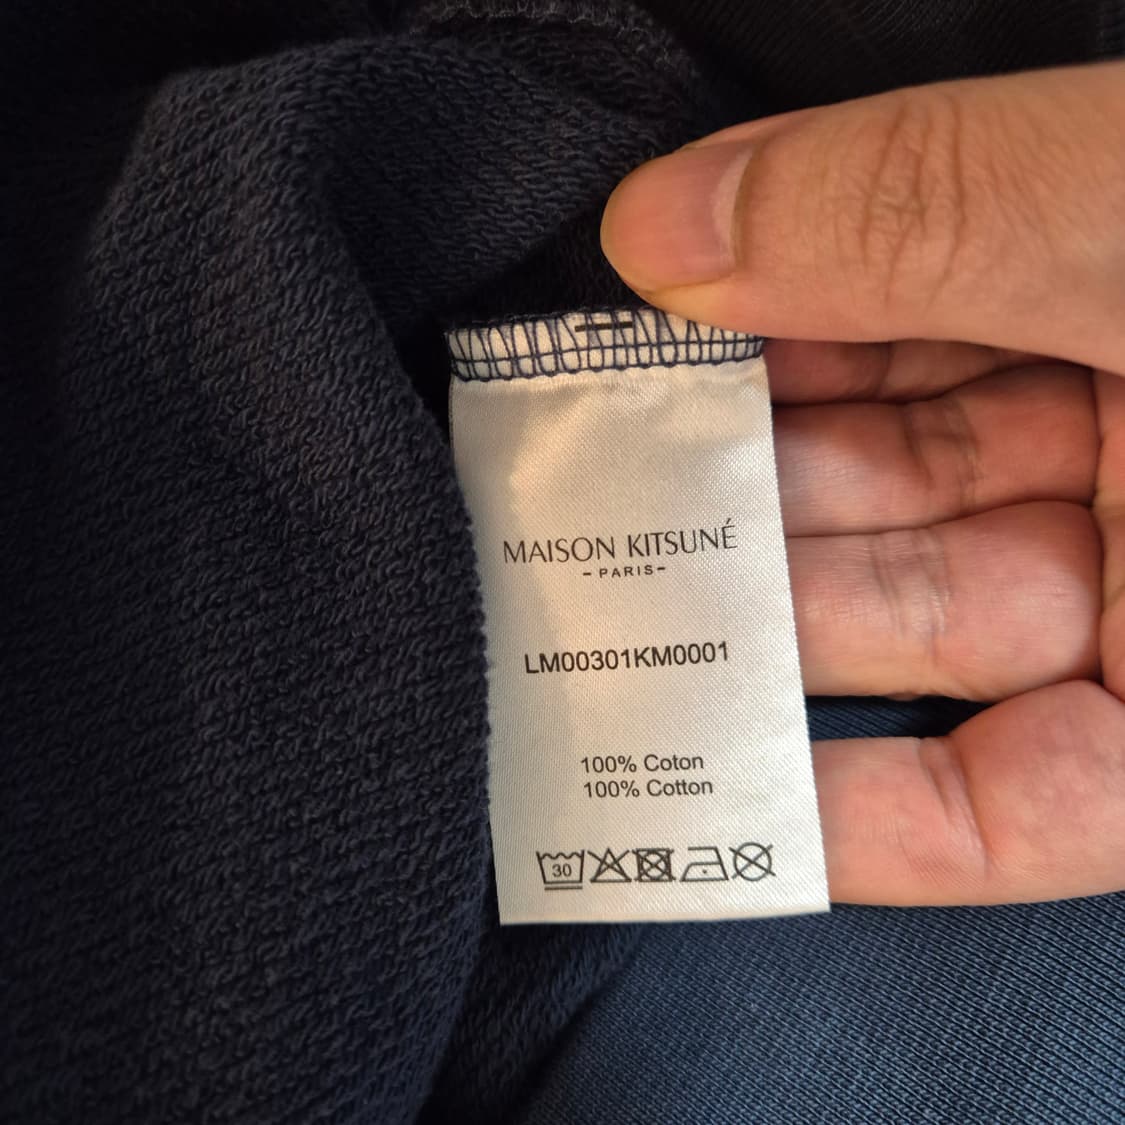 MAISON KITSUNÉ
- PARIS -
LM00301KM0001
100% Coton
100% Cotton
30